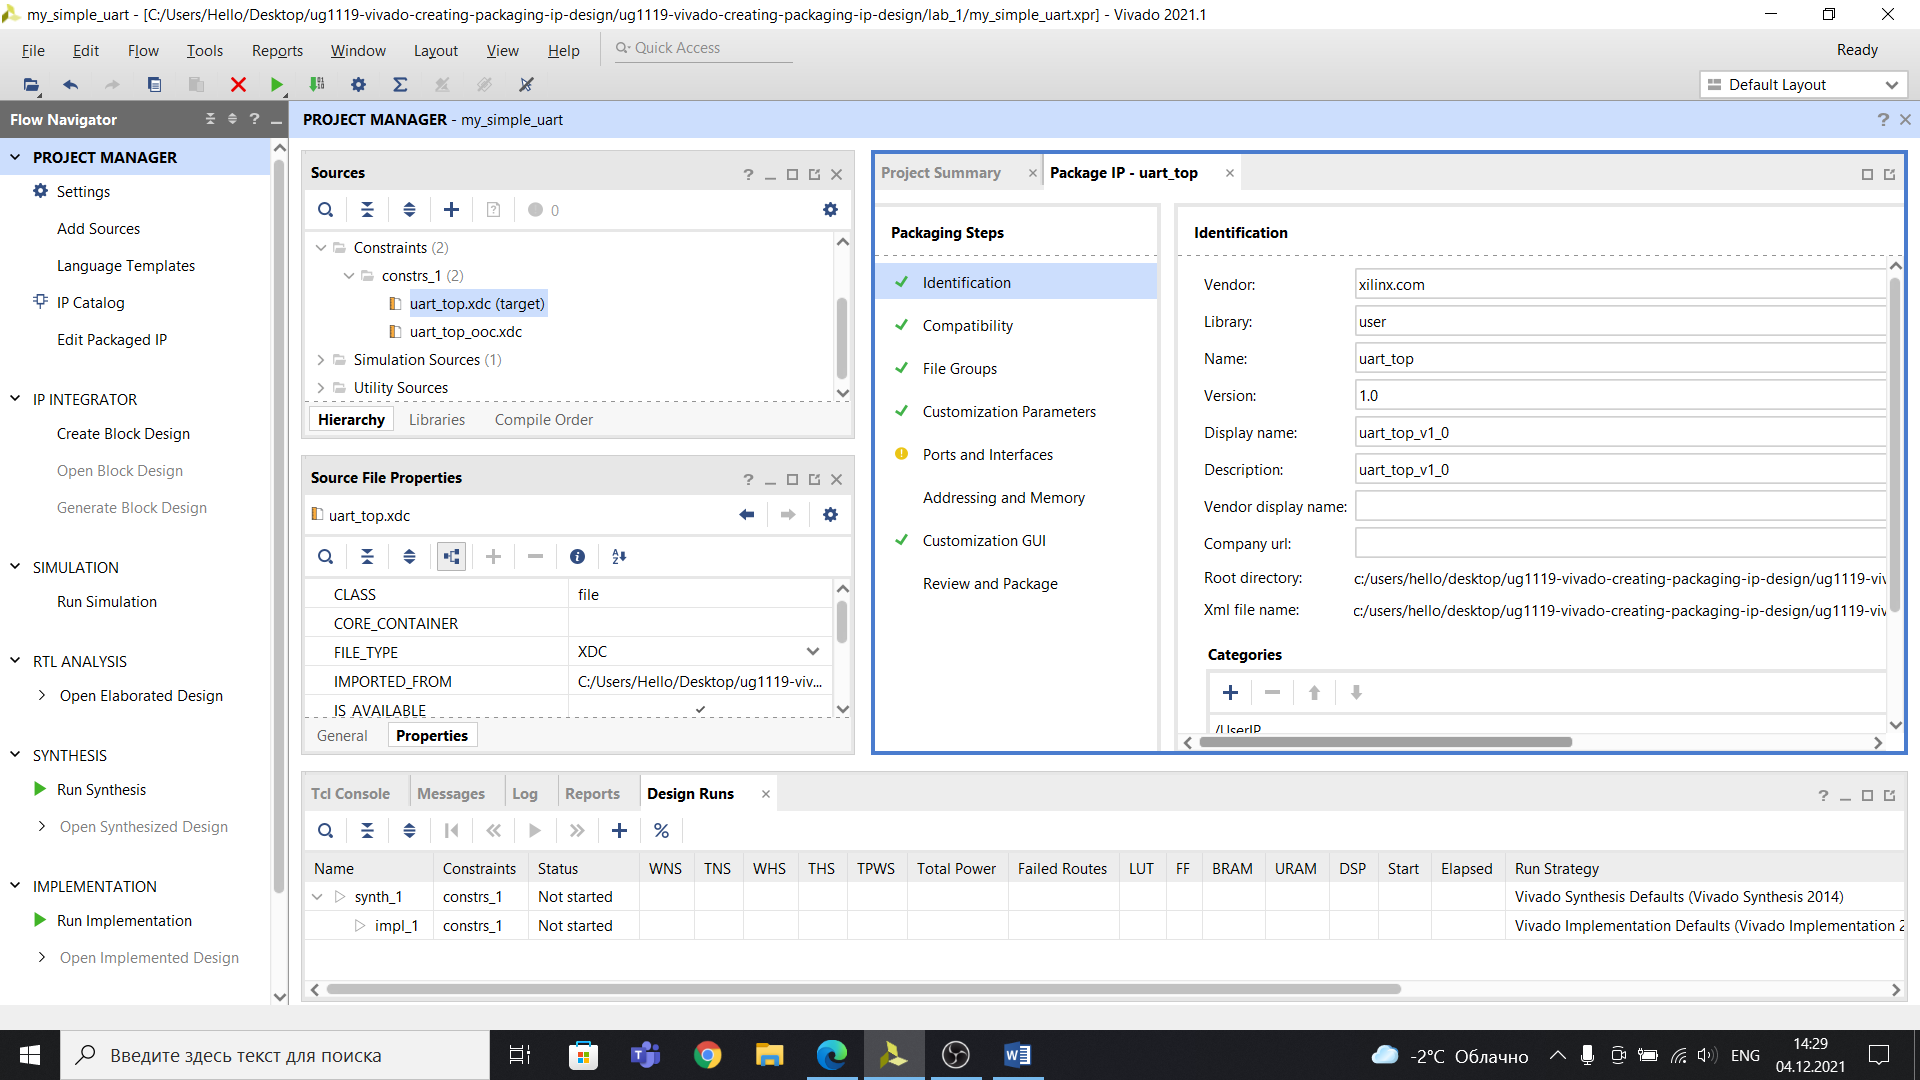 my_simple_uart - [C:/Users/Hello/Desktop/ug1119-vivado-creating-packaging-ip-design/ug1119-vivado-creating-packaging-ip-design/lab_1/my_simple_uart.xpr] - Vivado 2021.1
File Edit Flow Tools Reports Window Layout View Help Quick Access Ready
Default Layout
Flow Navigator
PROJECT MANAGER - my_simple_uart
PROJECT MANAGER
Settings
Add Sources
Language Templates
IP Catalog
Edit Packaged IP
IP INTEGRATOR
Create Block Design
Open Block Design
Generate Block Design
SIMULATION
Run Simulation
RTL ANALYSIS
Open Elaborated Design
SYNTHESIS
Run Synthesis
Open Synthesized Design
IMPLEMENTATION
Run Implementation
Open Implemented Design
Sources
0
Constraints (2)
constrs_1 (2)
uart_top.xdc (target)
uart_top_ooc.xdc
Simulation Sources (1)
Utility Sources
Hierarchy Libraries Compile Order
Source File Properties
uart_top.xdc
CLASS file
CORE_CONTAINER
FILE_TYPE XDC
IMPORTED_FROM C:/Users/Hello/Desktop/ug1119-viv...
IS_AVAILABLE
General Properties
Project Summary Package IP - uart_top
Packaging Steps
Identification
Compatibility
File Groups
Customization Parameters
Ports and Interfaces
Addressing and Memory
Customization GUI
Review and Package
Identification
Vendor: xilinx.com
Library: user
Name: uart_top
Version: 1.0
Display name: uart_top_v1_0
Description: uart_top_v1_0
Vendor display name:
Company url:
Root directory: c:/users/hello/desktop/ug1119-vivado-creating-packaging-ip-design/ug1119-viv
Xml file name: c:/users/hello/desktop/ug1119-vivado-creating-packaging-ip-design/ug1119-viv
Categories
/UserIP
Tcl Console Messages Log Reports Design Runs
Name Constraints Status WNS TNS WHS THS TPWS Total Power Failed Routes LUT FF BRAM URAM DSP Start Elapsed Run Strategy
synth_1 constrs_1 Not started Vivado Synthesis Defaults (Vivado Synthesis 2014)
impl_1 constrs_1 Not started Vivado Implementation Defaults (Vivado Implementation 2
Введите здесь текст для поиска
-2°C Облачно
ENG
14:29
04.12.2021